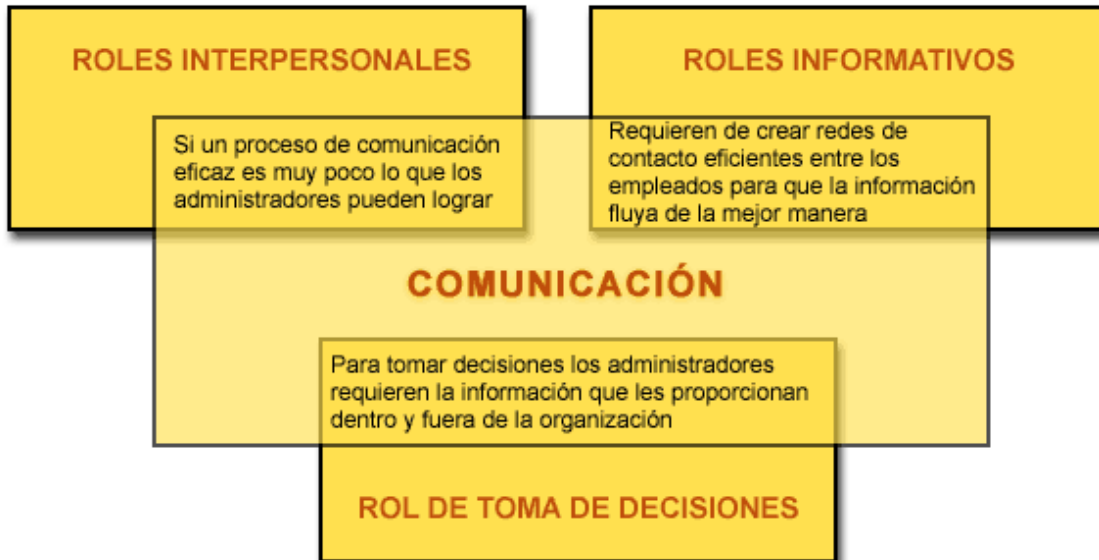 ROLES INTERPERSONALES
Si un proceso de comunicación
eficaz es muy poco lo que los
administradores pueden lograr
ROLES INFORMATIVOS
Requieren de crear redes de
contacto eficientes entre los
empleados para que la información
fluya de la mejor manera
COMUNICACIÓN
Para tomar decisiones los administradores
requieren la información que les proporcionan
dentro y fuera de la organización
ROL DE TOMA DE DECISIONES